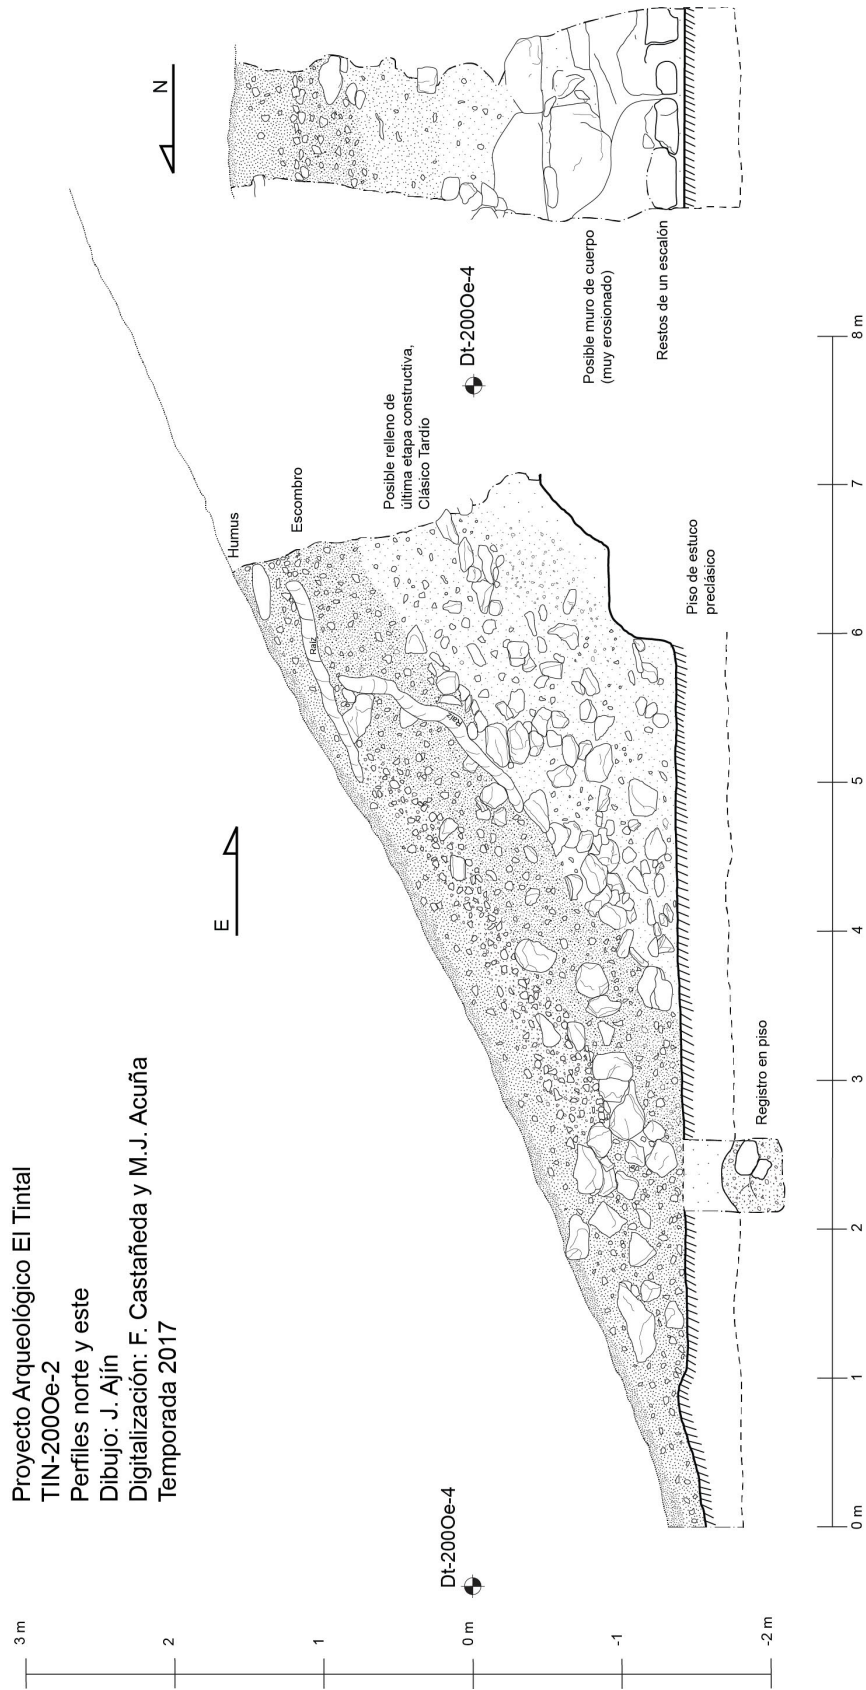 Proyecto Arqueológico El Tintal
TIN-200Oe-2
Perfiles norte y este
Dibujo: J. Ajín
Digitalización: F. Castañeda y M.J. Acuña
Temporada 2017
3 m
2
1
0 m
-1
-2 m
Dt-200Oe-4
E
Humus
Escombro
Raíz
Raíz
Posible relleno de
última etapa constructiva,
Clásico Tardío
Piso de estuco
preclásico
Registro en piso
Dt-200Oe-4
N
Posible muro de cuerpo
(muy erosionado)
Restos de un escalón
0 m
1
2
3
4
5
6
7
8 m